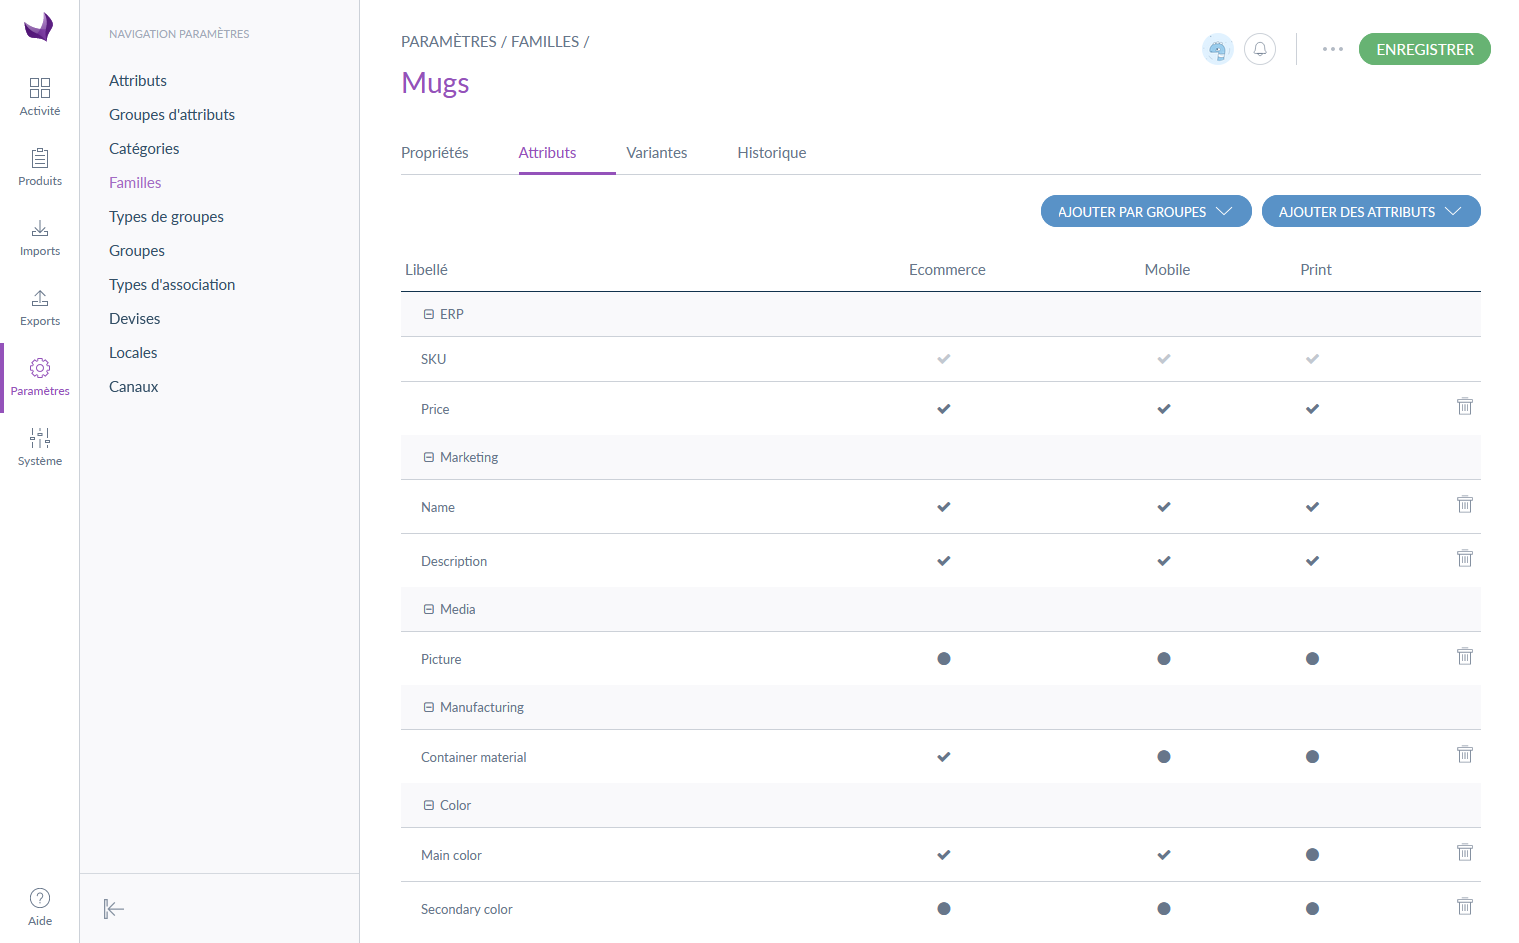 Activité
Produits
Imports
Exports
Paramètres
Système
Aide
NAVIGATION PARAMÈTRES
Attributs
Groupes d'attributs
Catégories
Familles
Types de groupes
Groupes
Types d'association
Devises
Locales
Canaux
PARAMÈTRES / FAMILLES /
Mugs
ENREGISTRER
Propriétés Attributs Variantes Historique
AJOUTER PAR GROUPES AJOUTER DES ATTRIBUTS
Libellé Ecommerce Mobile Print
ERP
SKU
Price
Marketing
Name
Description
Media
Picture
Manufacturing
Container material
Color
Main color
Secondary color